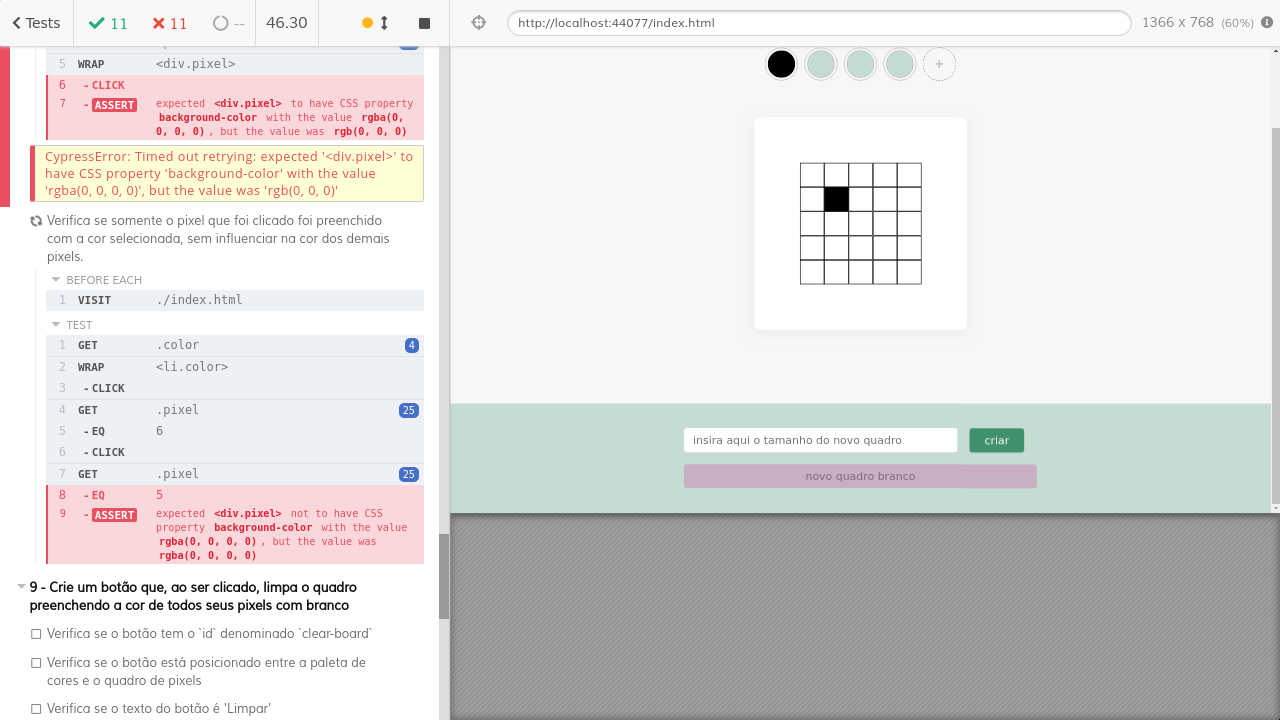 Tests
11
11
--
46.30
http://localhost:44077/index.html
1366 x 768 (60%)
5 WRAP <div.pixel>
6 - CLICK
7 - ASSERT expected <div.pixel> to have CSS property
background-color with the value rgba(0,
0, 0, 0), but the value was rgb(0, 0, 0)
CypressError: Timed out retrying: expected '<div.pixel>' to
have CSS property 'background-color' with the value
'rgba(0, 0, 0, 0)', but the value was 'rgb(0, 0, 0)'
Verifica se somente o pixel que foi clicado foi preenchido
com a cor selecionada, sem influenciar na cor dos demais
pixels.
BEFORE EACH
1 VISIT ./index.html
TEST
1 GET .color 4
2 WRAP <li.color>
3 - CLICK
4 GET .pixel 25
5 - EQ 6
6 - CLICK
7 GET .pixel 25
8 - EQ 5
9 - ASSERT expected <div.pixel> not to have CSS
property background-color with the value
rgba(0, 0, 0, 0), but the value was
rgba(0, 0, 0, 0)
9 - Crie um botão que, ao ser clicado, limpa o quadro
preenchendo a cor de todos seus pixels com branco
Verifica se o botão tem o `id` denominado `clear-board`
Verifica se o botão está posicionado entre a paleta de
cores e o quadro de pixels
Verifica se o texto do botão é 'Limpar'
+
insira aqui o tamanho do novo quadro
criar
novo quadro branco